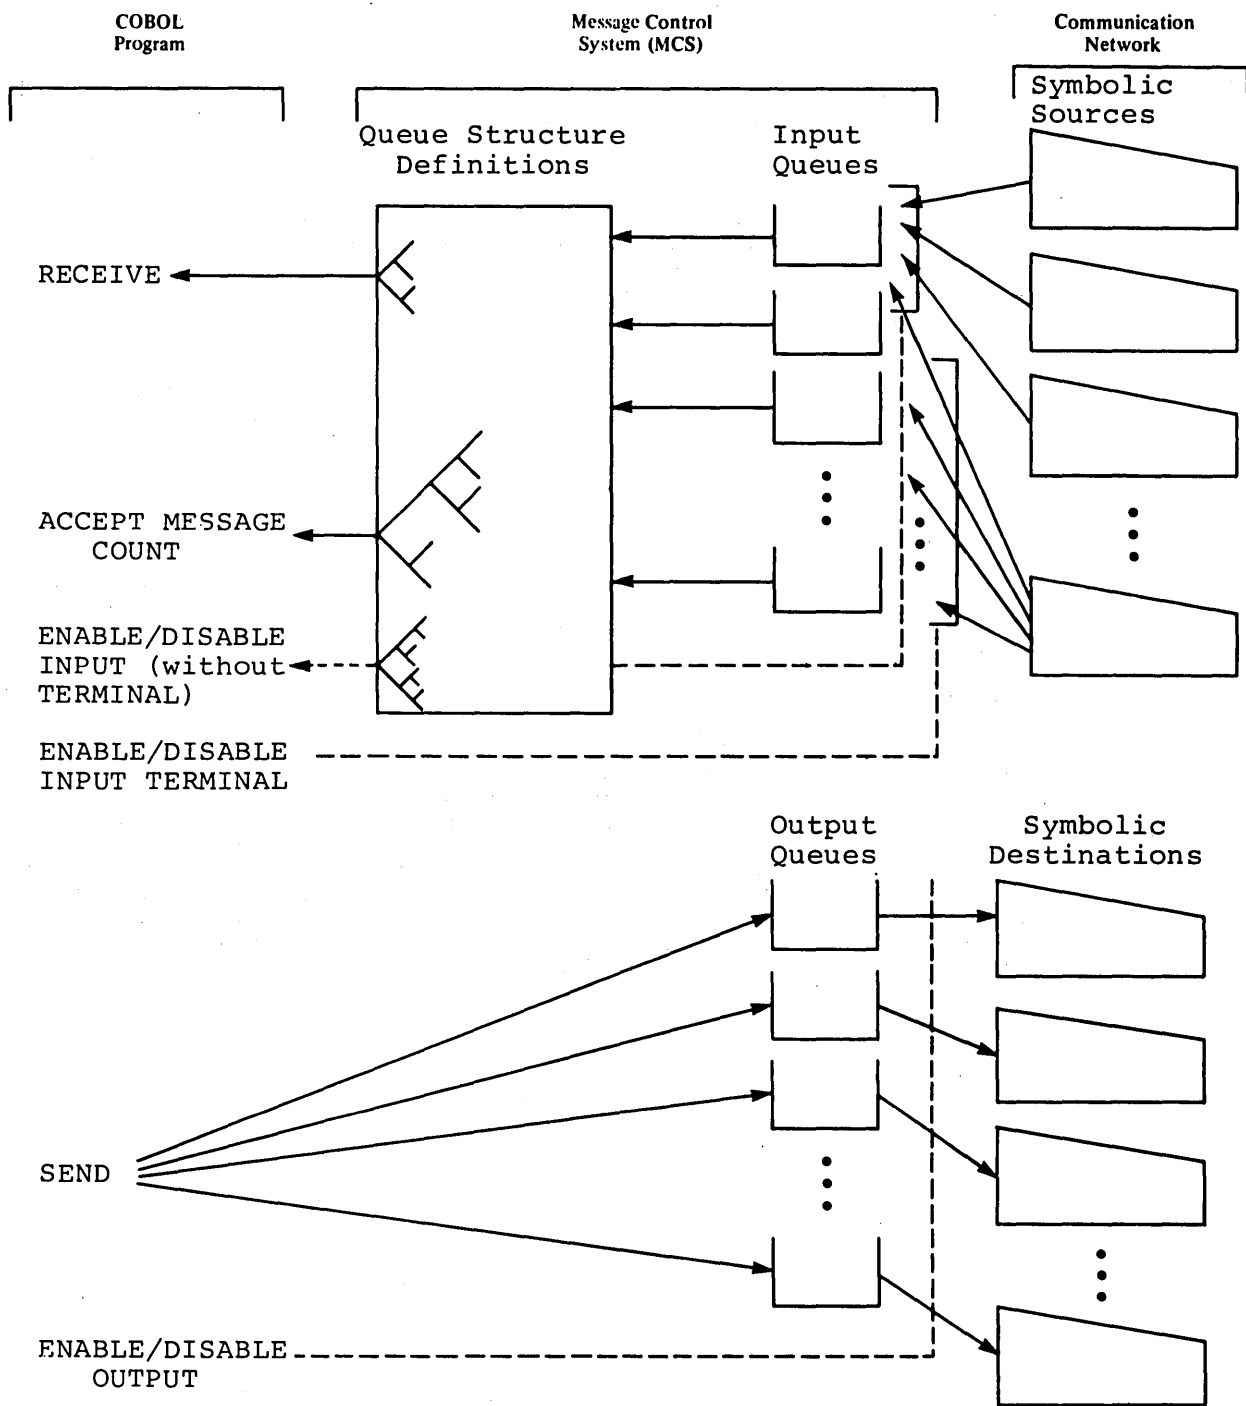 COBOL
Program
Message Control
System (MCS)
Communication
Network
Symbolic
Sources
Queue Structure
Definitions
Input
Queues
RECEIVE
ACCEPT MESSAGE
COUNT
ENABLE/DISABLE
INPUT (without
TERMINAL)
ENABLE/DISABLE
INPUT TERMINAL
Output
Queues
Symbolic
Destinations
SEND
ENABLE/DISABLE
OUTPUT